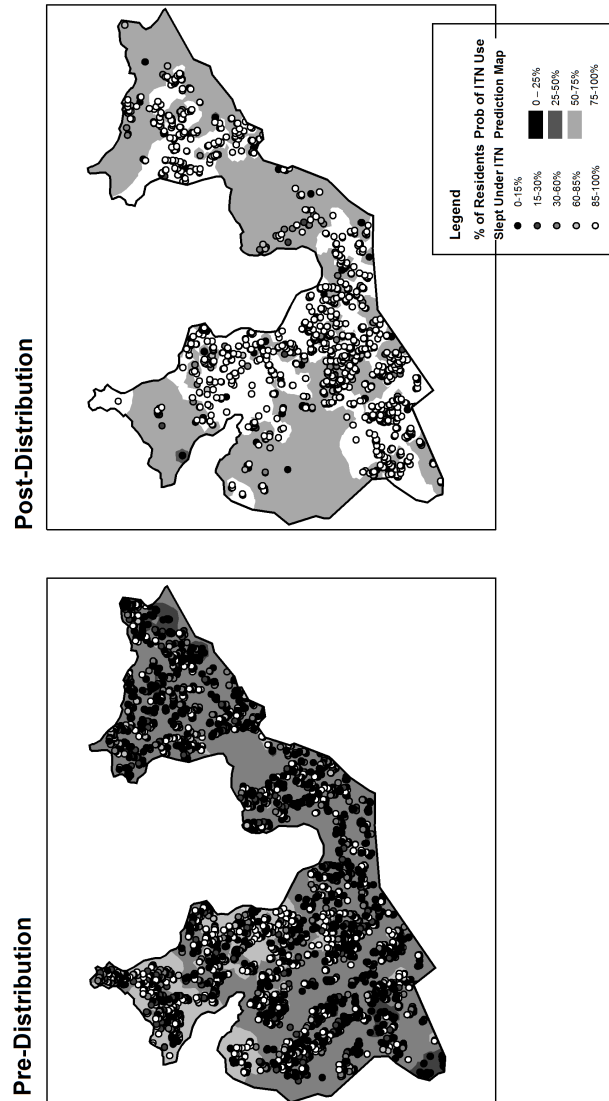 Pre-Distribution
Post-Distribution
Legend
% of Residents Prob of ITN Use
Slept Under ITN Prediction Map
0-15%
15-30% 0 – 25%
30-60% 25-50%
60-85% 50-75%
85-100% 75-100%